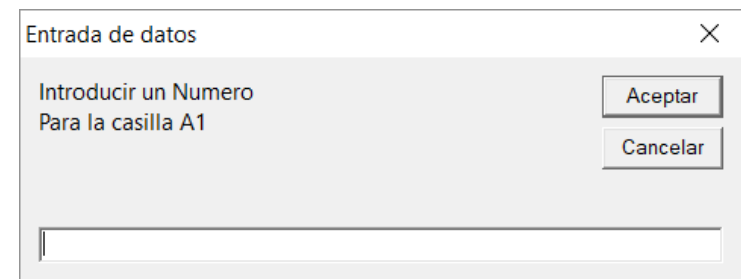 Entrada de datos
Introducir un Numero
Para la casilla A1
Aceptar
Cancelar